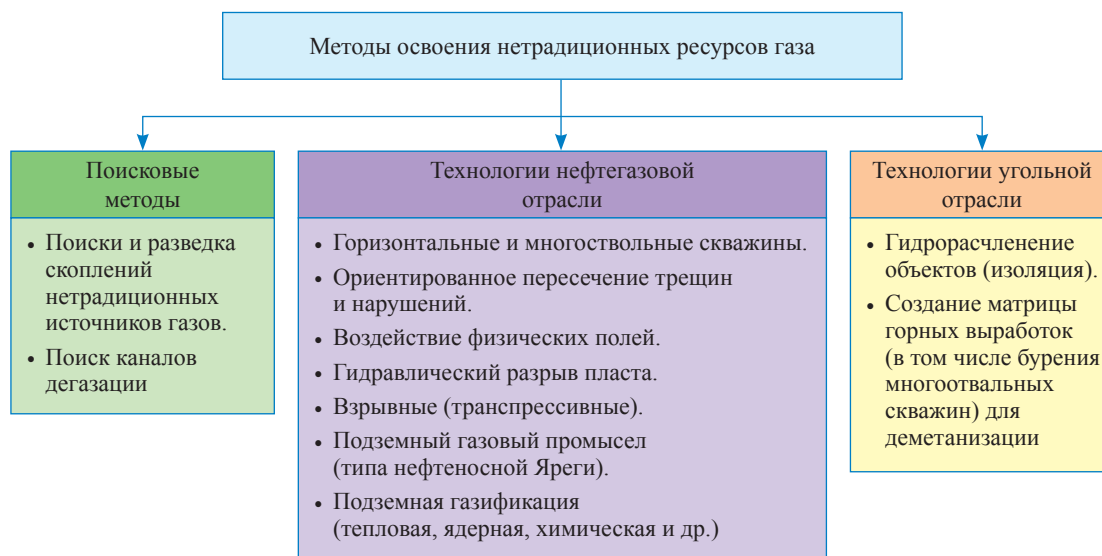 Методы освоения нетрадиционных ресурсов газа
Поисковые
методы
• Поиски и разведка
скоплений
нетрадиционных
источников газов.
• Поиск каналов
дегазации
Технологии нефтегазовой
отрасли
• Горизонтальные и многоствольные скважины.
• Ориентированное пересечение трещин
и нарушений.
• Воздействие физических полей.
• Гидравлический разрыв пласта.
• Взрывные (транспрессивные).
• Подземный газовый промысел
(типа нефтеносной Яреги).
• Подземная газификация
(тепловая, ядерная, химическая и др.)
Технологии угольной
отрасли
• Гидрорасчленение
объектов (изоляция).
• Создание матрицы
горных выработок
(в том числе бурения
многоотвальных
скважин) для
деметанизации